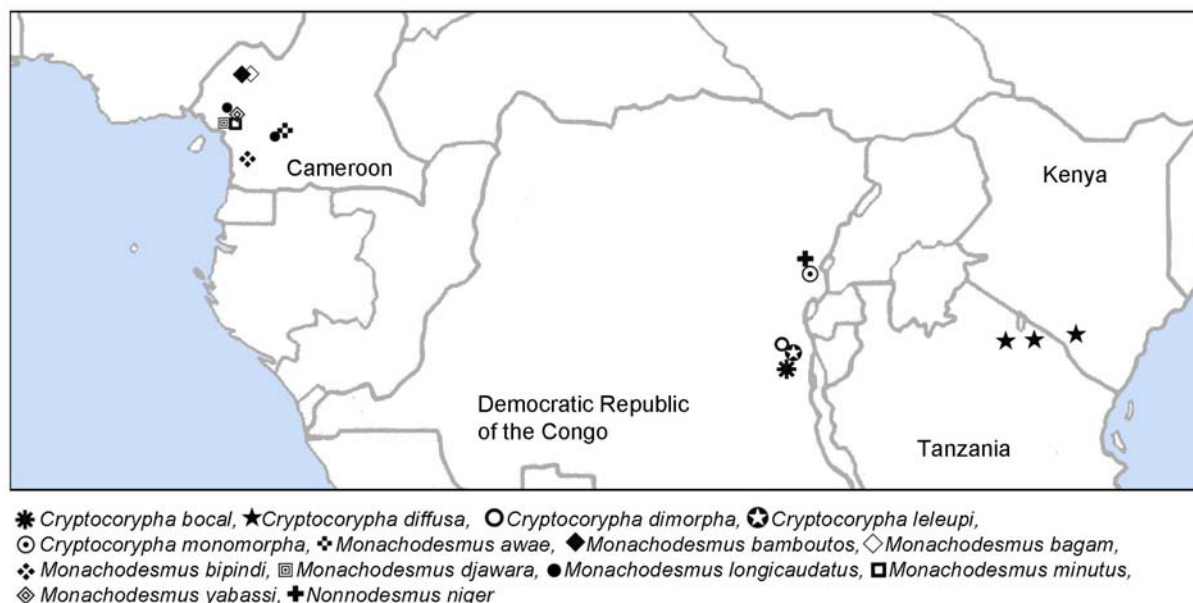 Cameroon
Kenya
Democratic Republic
of the Congo
Tanzania
Cryptocorypha bocal, Cryptocorypha diffusa, Cryptocorypha dimorpha, Cryptocorypha leleupi,
Cryptocorypha monomorpha, Monachodesmus awae, Monachodesmus bamboutos, Monachodesmus bagam,
Monachodesmus bipindi, Monachodesmus djawara, Monachodesmus longicaudatus, Monachodesmus minutus,
Monachodesmus yabassi, Nonnodesmus niger